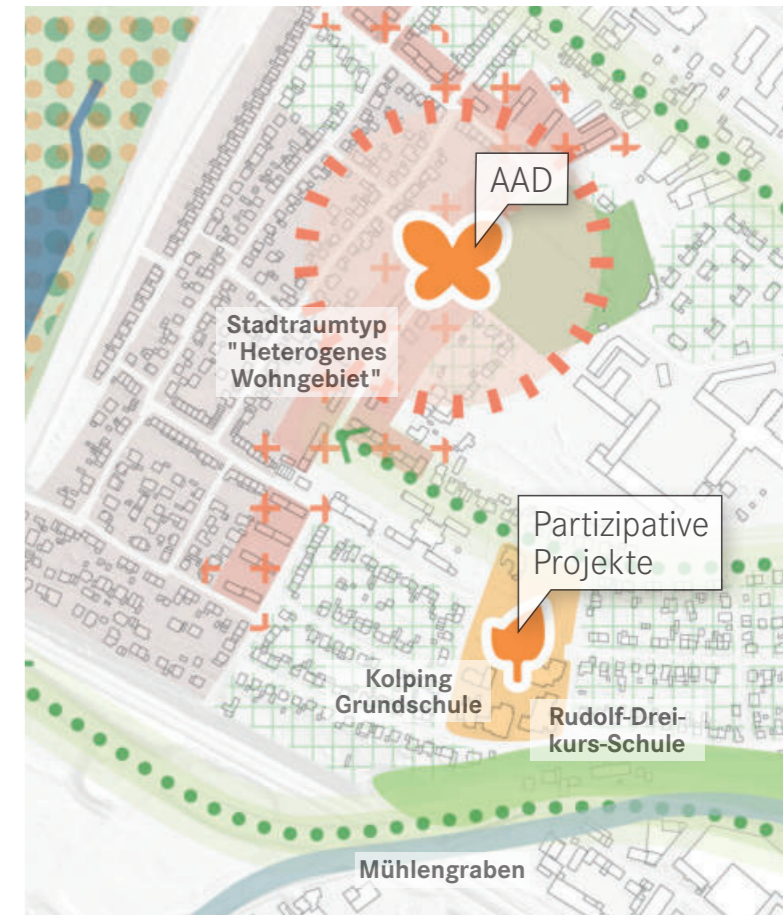 AAD
Stadtraumtyp
"Heterogenes
Wohngebiet"
Partizipative
Projekte
Kolping
Grundschule
Rudolf-Drei-
kurs-Schule
Mühlengraben